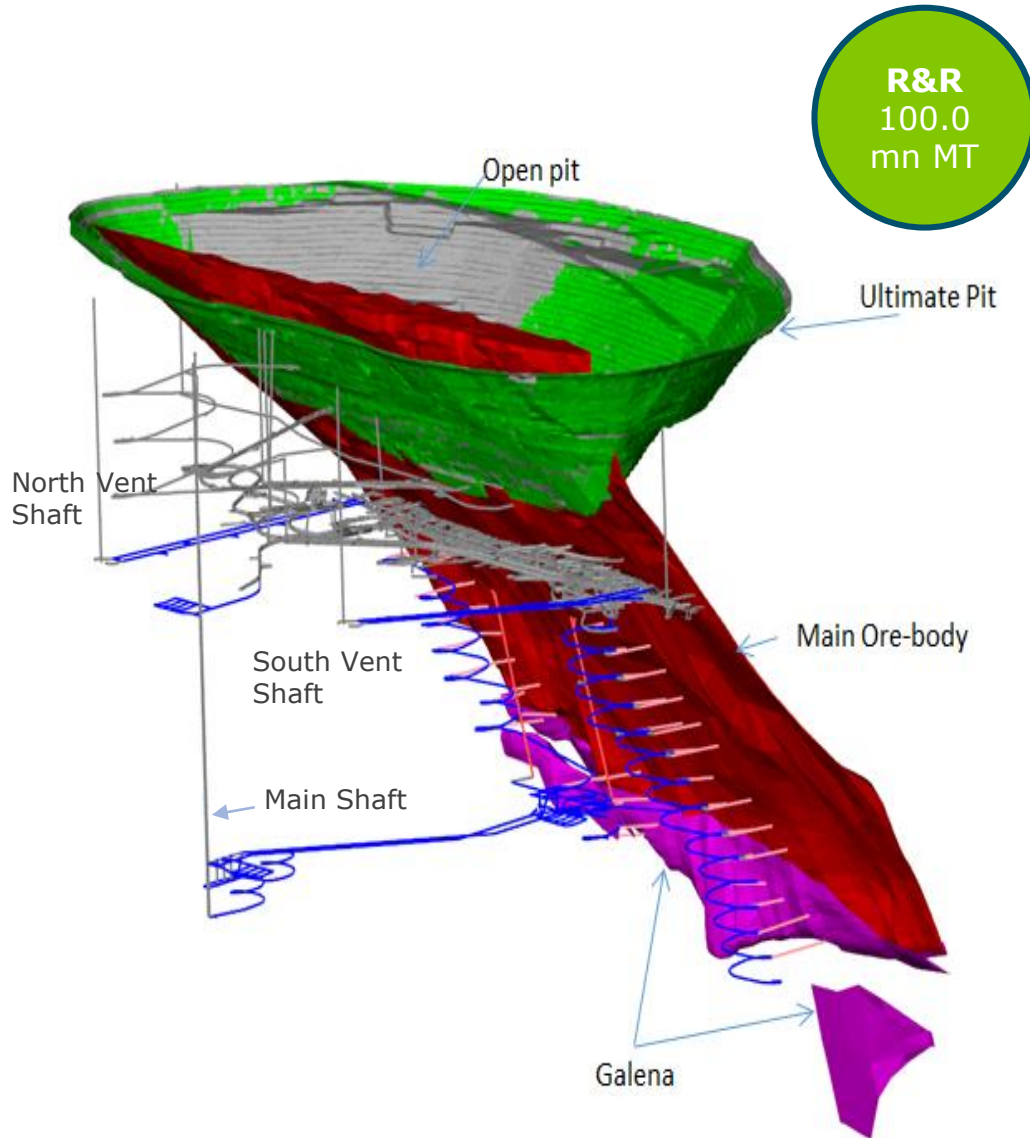 R&R
100.0
mn MT
Open pit
Ultimate Pit
North Vent
Shaft
Main Ore-body
South Vent
Shaft
Main Shaft
Galena